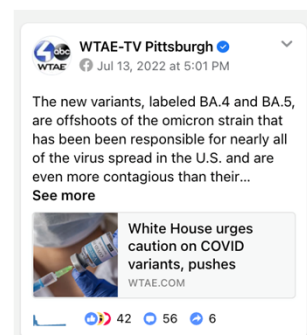 4 abc
WTAE
WTAE-TV Pittsburgh
Jul 13, 2022 at 5:01 PM
The new variants, labeled BA.4 and BA.5,
are offshoots of the omicron strain that
has been been responsible for nearly all
of the virus spread in the U.S. and are
even more contagious than their...
See more
White House urges
caution on COVID
variants, pushes
WTAE.COM
42 56 6